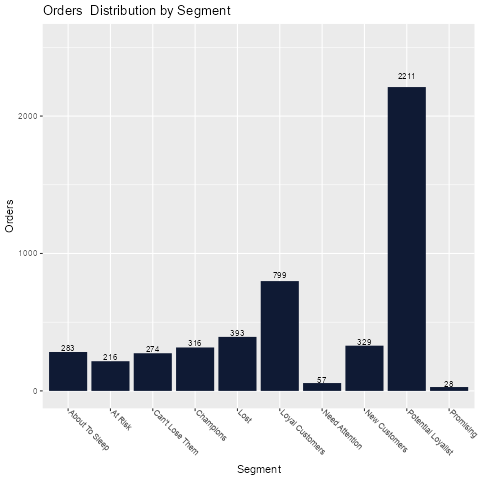 Orders  Distribution by Segment
2211
2000
Orders
1000
799
393
329
316
283
274
216
57
28
0
About To Sleep
At Risk
Can't Lose Them
Champions
Lost
Loyal Customers
Need Attention
New Customers
Potential Loyalist
Promising
Segment